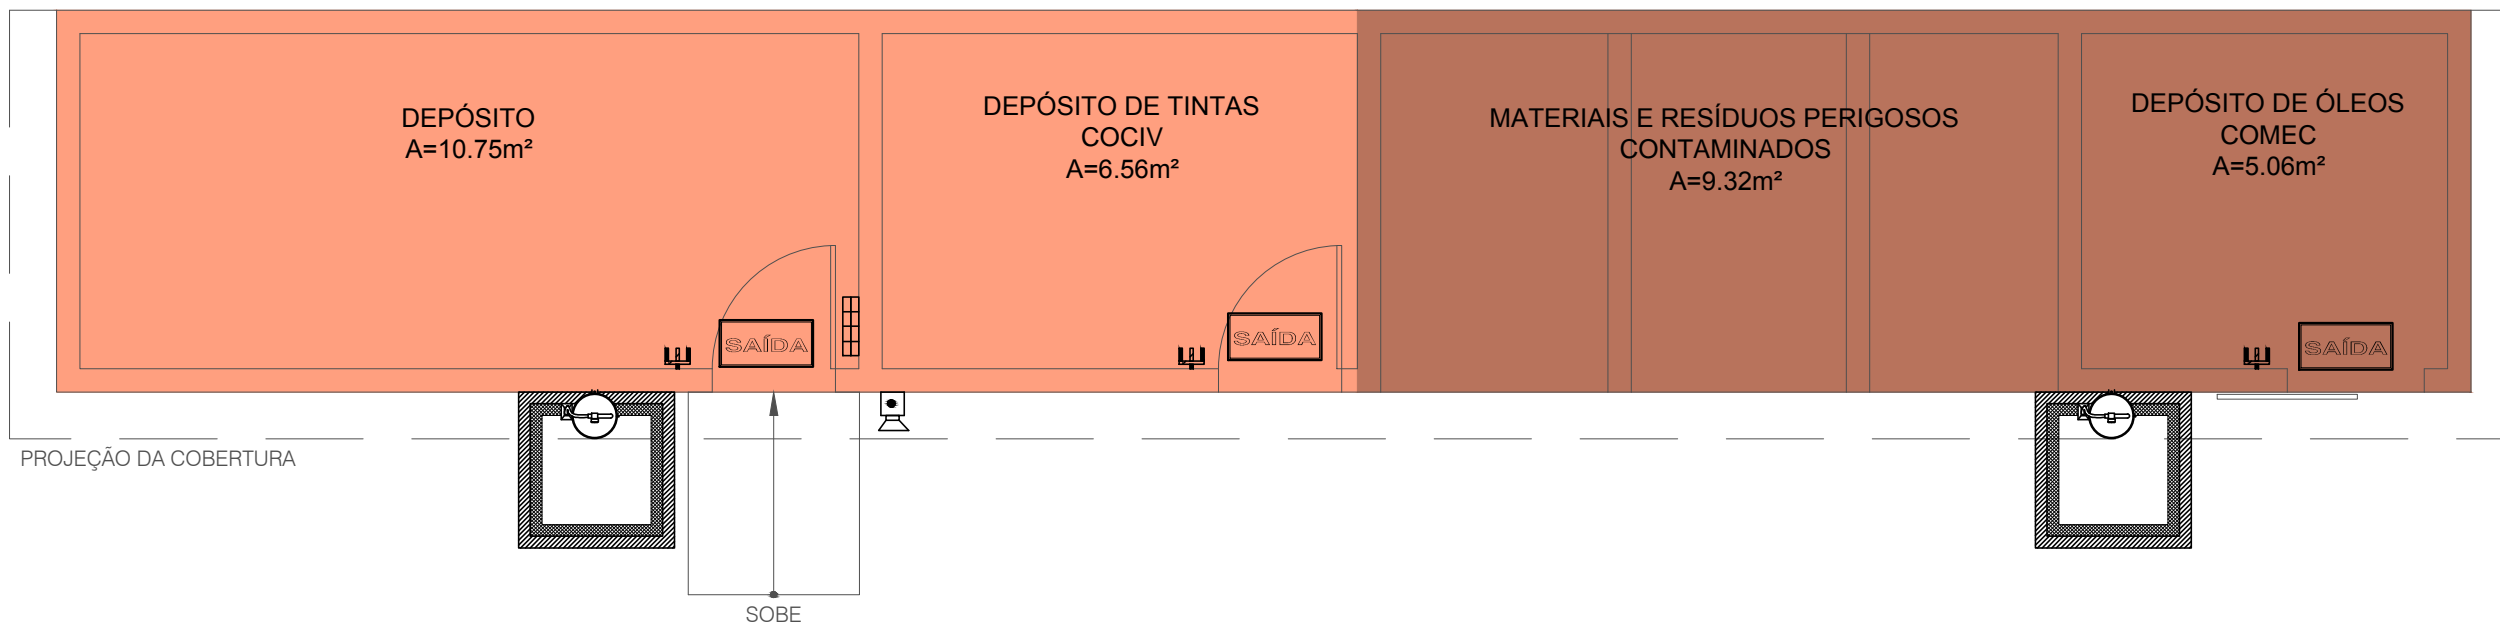 DEPÓSITO
A=10.75m²
DEPÓSITO DE TINTAS
COCIV
A=6.56m²
MATERIAIS E RESÍDUOS PERIGOSOS
CONTAMINADOS
A=9.32m²
DEPÓSITO DE ÓLEOS
COMEC
A=5.06m²
SAÍDA
SAÍDA
SAÍDA
PROJEÇÃO DA COBERTURA
SOBE